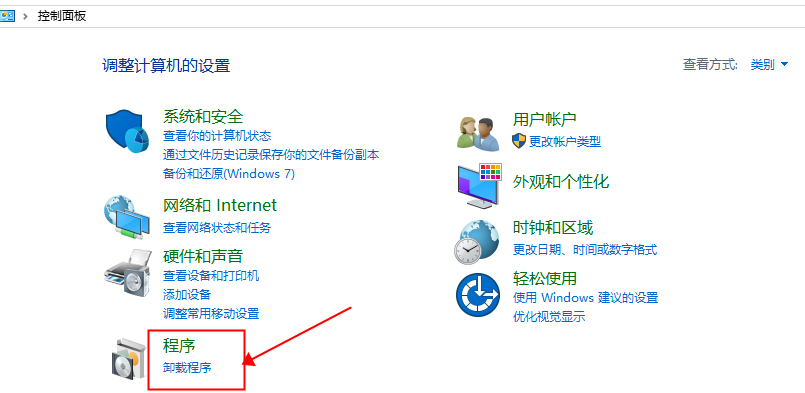 控制面板
调整计算机的设置
查看方式: 类别
系统和安全
查看你的计算机状态
通过文件历史记录保存你的文件备份副本
备份和还原(Windows 7)
网络和 Internet
查看网络状态和任务
硬件和声音
查看设备和打印机
添加设备
调整常用移动设置
程序
卸载程序
用户帐户
更改帐户类型
外观和个性化
时钟和区域
更改日期、时间或数字格式
轻松使用
使用 Windows 建议的设置
优化视觉显示